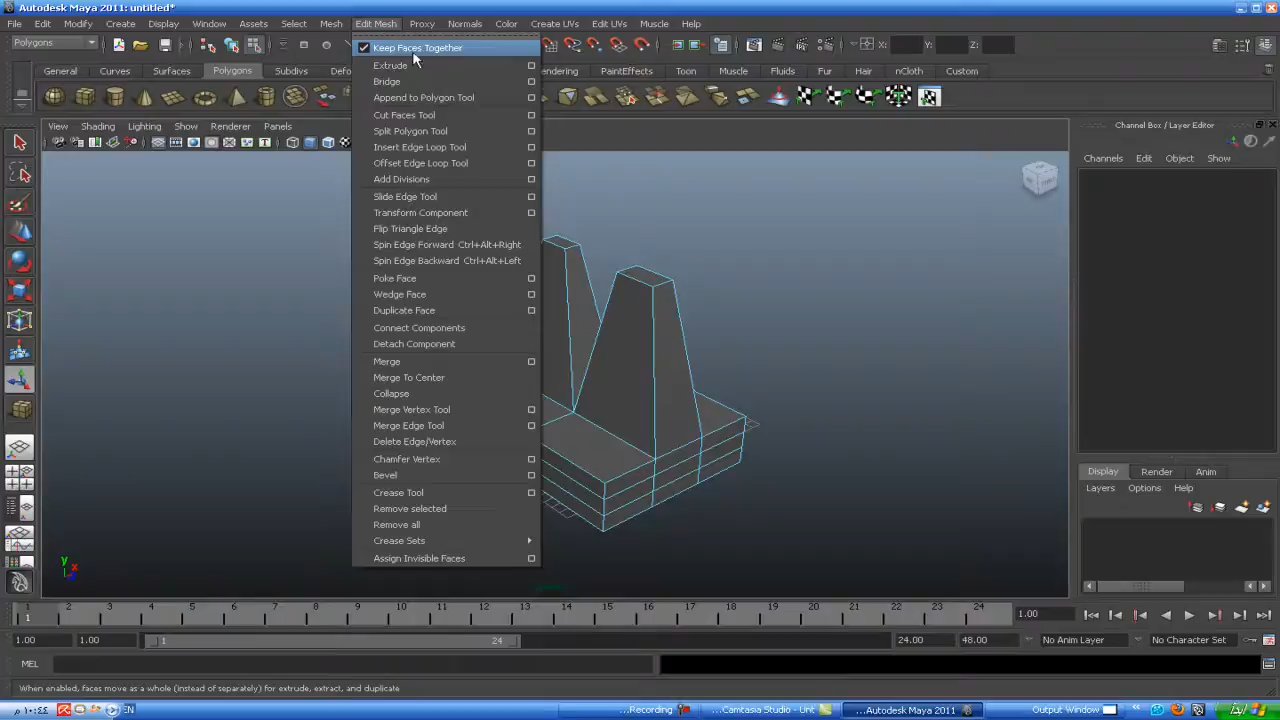 Autodesk Maya 2011: untitled*
File Edit Modify Create Display Window Assets Select Mesh Edit Mesh Proxy Normals Color Create UVs Edit UVs Muscle Help
Polygons X: Y: Z:
General Curves Surfaces Polygons Subdivs Defo endering PaintEffects Toon Muscle Fluids Fur Hair nCloth Custom
View Shading Lighting Show Renderer Panels
Keep Faces Together
Extrude
Bridge
Append to Polygon Tool
Cut Faces Tool
Split Polygon Tool
Insert Edge Loop Tool
Offset Edge Loop Tool
Add Divisions
Slide Edge Tool
Transform Component
Flip Triangle Edge
Spin Edge Forward Ctrl+Alt+Right
Spin Edge Backward Ctrl+Alt+Left
Poke Face
Wedge Face
Duplicate Face
Connect Components
Detach Component
Merge
Merge To Center
Collapse
Merge Vertex Tool
Merge Edge Tool
Delete Edge/Vertex
Chamfer Vertex
Bevel
Crease Tool
Remove selected
Remove all
Crease Sets
Assign Invisible Faces
Channel Box / Layer Editor
Channels Edit Object Show
Display Render Anim
Layers Options Help
y
x
1 2 3 4 5 6 7 8 9 10 11 12 13 14 15 16 17 18 19 20 21 22 23 24
1
1.00
1.00 1.00 1 24 24.00 48.00 No Anim Layer No Character Set
MEL
When enabled, faces move as a whole (instead of separately) for extrude, extract, and duplicate
١٠:٤٤ م EN ...Recording ...Camtasia Studio - Unt ...Autodesk Maya 2011 Output Window